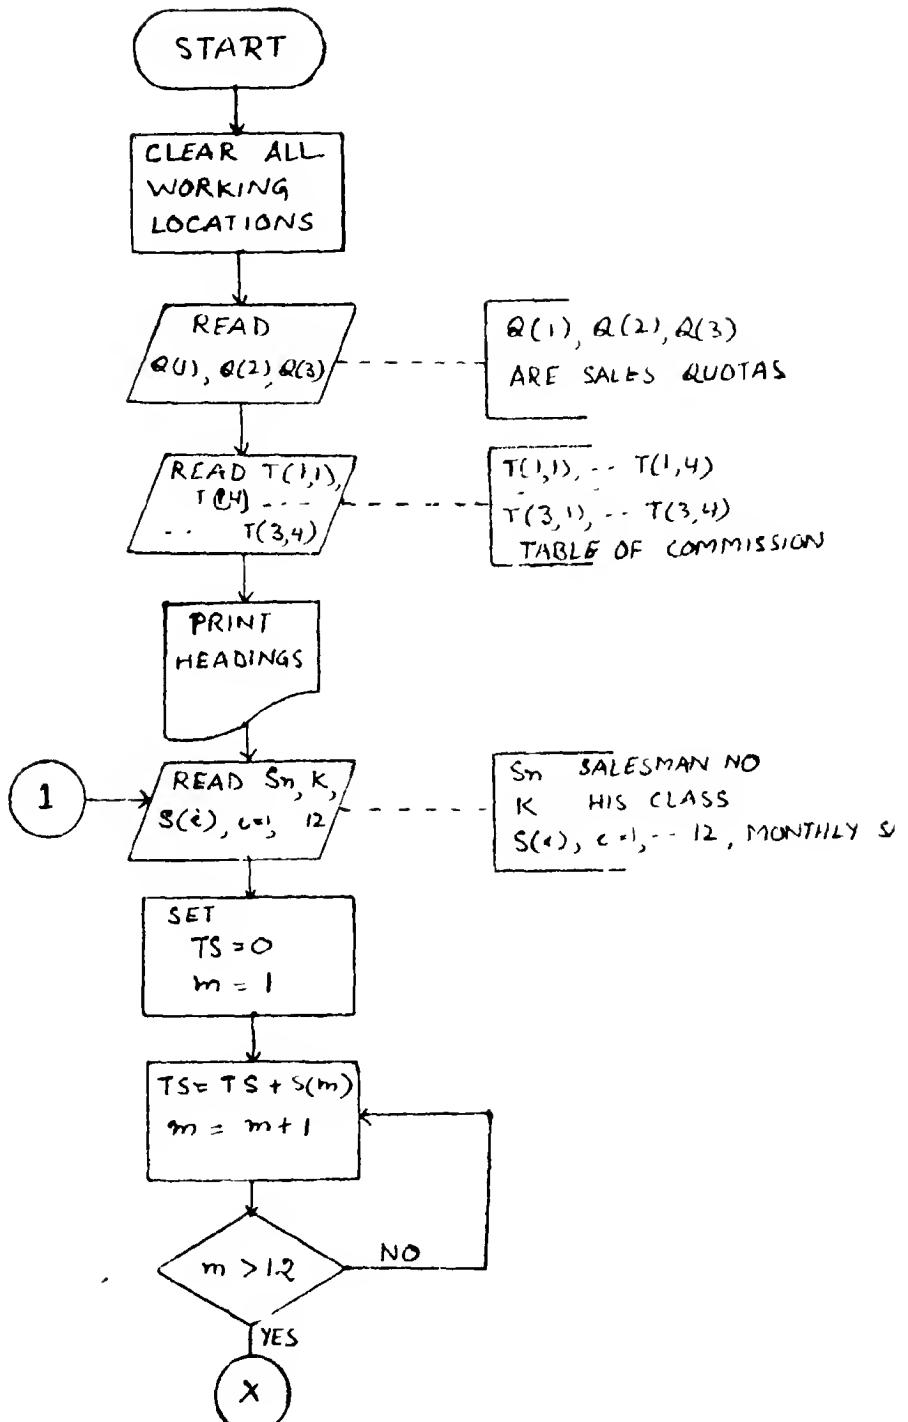 START
CLEAR ALL
WORKING
LOCATIONS
READ
Q(1), Q(2), Q(3)
Q(1), Q(2), Q(3)
ARE SALES QUOTAS
READ T(1,1),
T(1,4) ----
.. T(3,4)
T(1,1), -- T(1,4)
T(3,1), -- T(3,4)
TABLE OF COMMISSION
PRINT
HEADINGS
1
READ Sn, K,
S(i), i=1, 12
Sn SALESMAN NO
K HIS CLASS
S(i), i=1, -- 12, MONTHLY S
SET
TS = 0
m = 1
TS = TS + S(m)
m = m + 1
m > 12
NO
YES
X